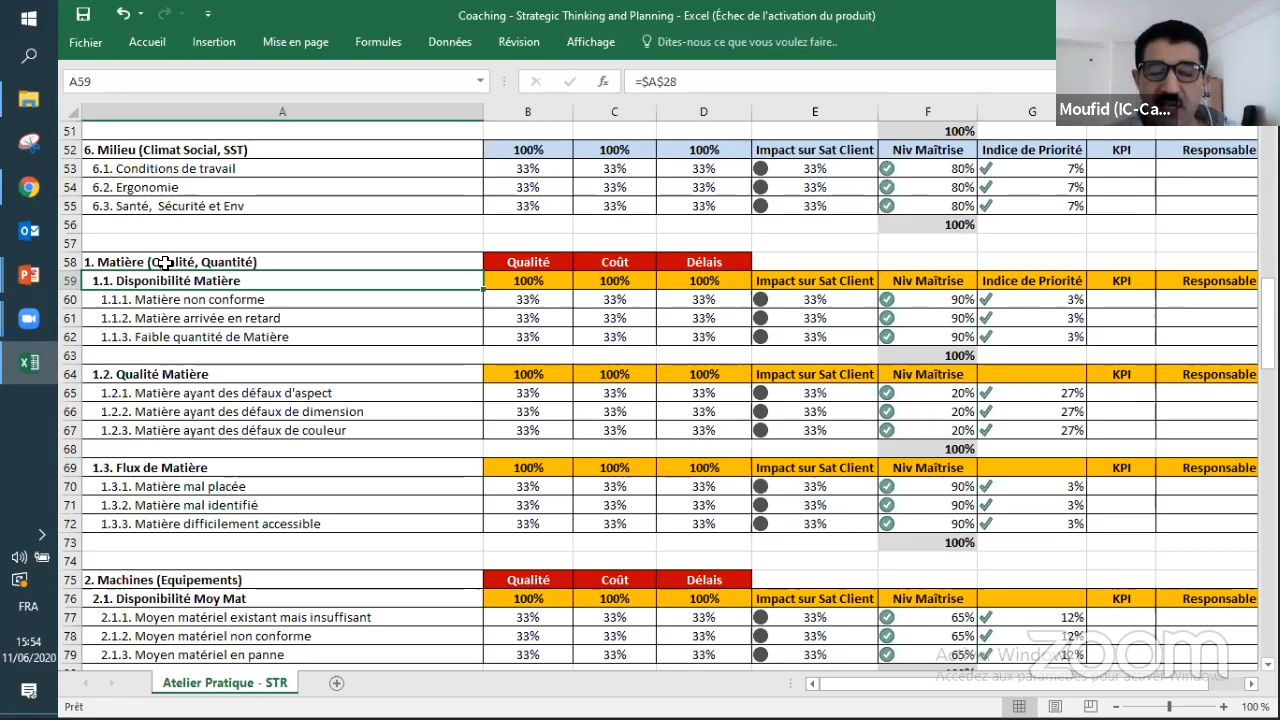 Coaching - Strategic Thinking and Planning - Excel (Échec de l'activation du produit)
Fichier Accueil Insertion Mise en page Formules Données Révision Affichage Dites-nous ce que vous voulez faire..
Moufid (IC-Ca...
A59 fx =$A$28
A B C D E F G H I
51 100%
52 6. Milieu (Climat Social, SST) 100% 100% 100% Impact sur Sat Client Niv Maîtrise Indice de Priorité KPI Responsable
53 6.1. Conditions de travail 33% 33% 33% 33% 80% 7%
54 6.2. Ergonomie 33% 33% 33% 33% 80% 7%
55 6.3. Santé, Sécurité et Env 33% 33% 33% 33% 80% 7%
56 100%
57
58 1. Matière (Qualité, Quantité) Qualité Coût Délais
59 1.1. Disponibilité Matière 100% 100% 100% Impact sur Sat Client Niv Maîtrise Indice de Priorité KPI Responsable
60 1.1.1. Matière non conforme 33% 33% 33% 33% 90% 3%
61 1.1.2. Matière arrivée en retard 33% 33% 33% 33% 90% 3%
62 1.1.3. Faible quantité de Matière 33% 33% 33% 33% 90% 3%
63 100%
64 1.2. Qualité Matière 100% 100% 100% Impact sur Sat Client Niv Maîtrise KPI Responsable
65 1.2.1. Matière ayant des défaux d'aspect 33% 33% 33% 33% 20% 27%
66 1.2.2. Matière ayant des défaux de dimension 33% 33% 33% 33% 20% 27%
67 1.2.3. Matière ayant des défaux de couleur 33% 33% 33% 33% 20% 27%
68 100%
69 1.3. Flux de Matière 100% 100% 100% Impact sur Sat Client Niv Maîtrise KPI Responsable
70 1.3.1. Matière mal placée 33% 33% 33% 33% 90% 3%
71 1.3.2. Matière mal identifié 33% 33% 33% 33% 90% 3%
72 1.3.3. Matière difficilement accessible 33% 33% 33% 33% 90% 3%
73 100%
74
75 2. Machines (Equipements) Qualité Coût Délais
76 2.1. Disponibilité Moy Mat 100% 100% 100% Impact sur Sat Client Niv Maîtrise KPI Responsable
77 2.1.1. Moyen matériel existant mais insuffisant 33% 33% 33% 33% 65% 12%
78 2.1.2. Moyen matériel non conforme 33% 33% 33% 33% 65% 12%
79 2.1.3. Moyen matériel en panne 33% 33% 33% 33% 65% 12%
zoom
Atelier Pratique - STR
Prêt 100 %
FRA
15:54
11/06/2020